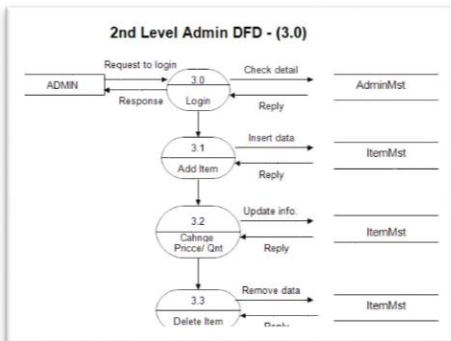 2nd Level Admin DFD - (3.0)
Request to login
3.0
Check detail
ADMIN
AdminMst
Response
Login
Reply
3.1
Insert data
ItemMst
Add Item
Reply
3.2
Update info.
Cahnge
Pricce/ Qnt
Reply
ItemMst
3.3
Remove data
ItemMst
Delete Item
Reply